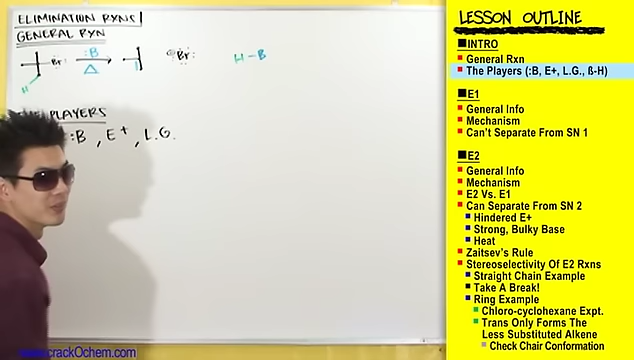 ELIMINATION RXNS/
GENERAL RXN
Br: :B Δ ⊖:Br: H-B
H
PLAYERS
:B, E+, L.G.
crackOchem.com
LESSON OUTLINE
INTRO
General Rxn
The Players (:B, E+, L.G., ß-H)
E1
General Info
Mechanism
Can't Separate From SN 1
E2
General Info
Mechanism
E2 Vs. E1
Can Separate From SN 2
Hindered E+
Strong, Bulky Base
Heat
Zaitsev's Rule
Stereoselectivity Of E2 Rxns
Straight Chain Example
Take A Break!
Ring Example
Chloro-cyclohexane Expt.
Trans Only Forms The
Less Substituted Alkene
Check Chair Conformation